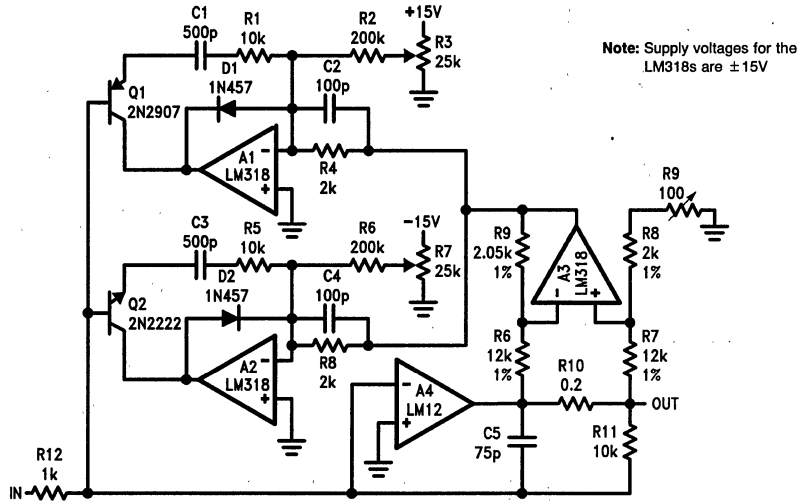 C1
500p
R1
10k
R2
200k
+15V
R3
25k
Note: Supply voltages for the
LM318s are ±15V
D1
1N457
C2
100p
Q1
2N2907
A1
LM318
−
+
R4
2k
C3
500p
R5
10k
R6
200k
−15V
R7
25k
D2
1N457
C4
100p
Q2
2N2222
A2
LM318
−
+
R8
2k
R9
100
R9
2.05k
1%
A3
LM318
−
+
R8
2k
1%
R6
12k
1%
R7
12k
1%
A4
LM12
−
+
R10
0.2
OUT
C5
75p
R11
10k
R12
1k
IN